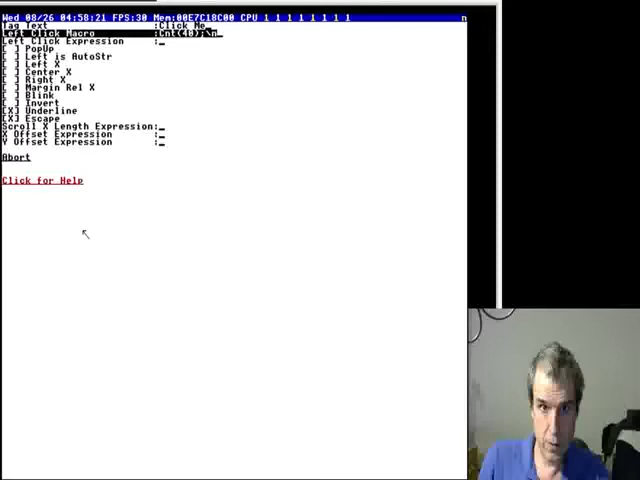 Wed 08/26 04:58:21 FPS:30 Mem:00E7C18C00 CPU 1 1 1 1 1 1 1 1 n
Tag Text :Click Me_
Left Click Macro :Cnt(40);\n_
Left Click Expression :_
[ ] PopUp
[ ] Left is AutoStr
[ ] Left X
[ ] Center X
[ ] Right X
[ ] Margin Rel X
[ ] Blink
[ ] Invert
[X] Underline
[X] Escape
Scroll X Length Expression:_
X Offset Expression :_
Y Offset Expression :_
Abort
Click for Help